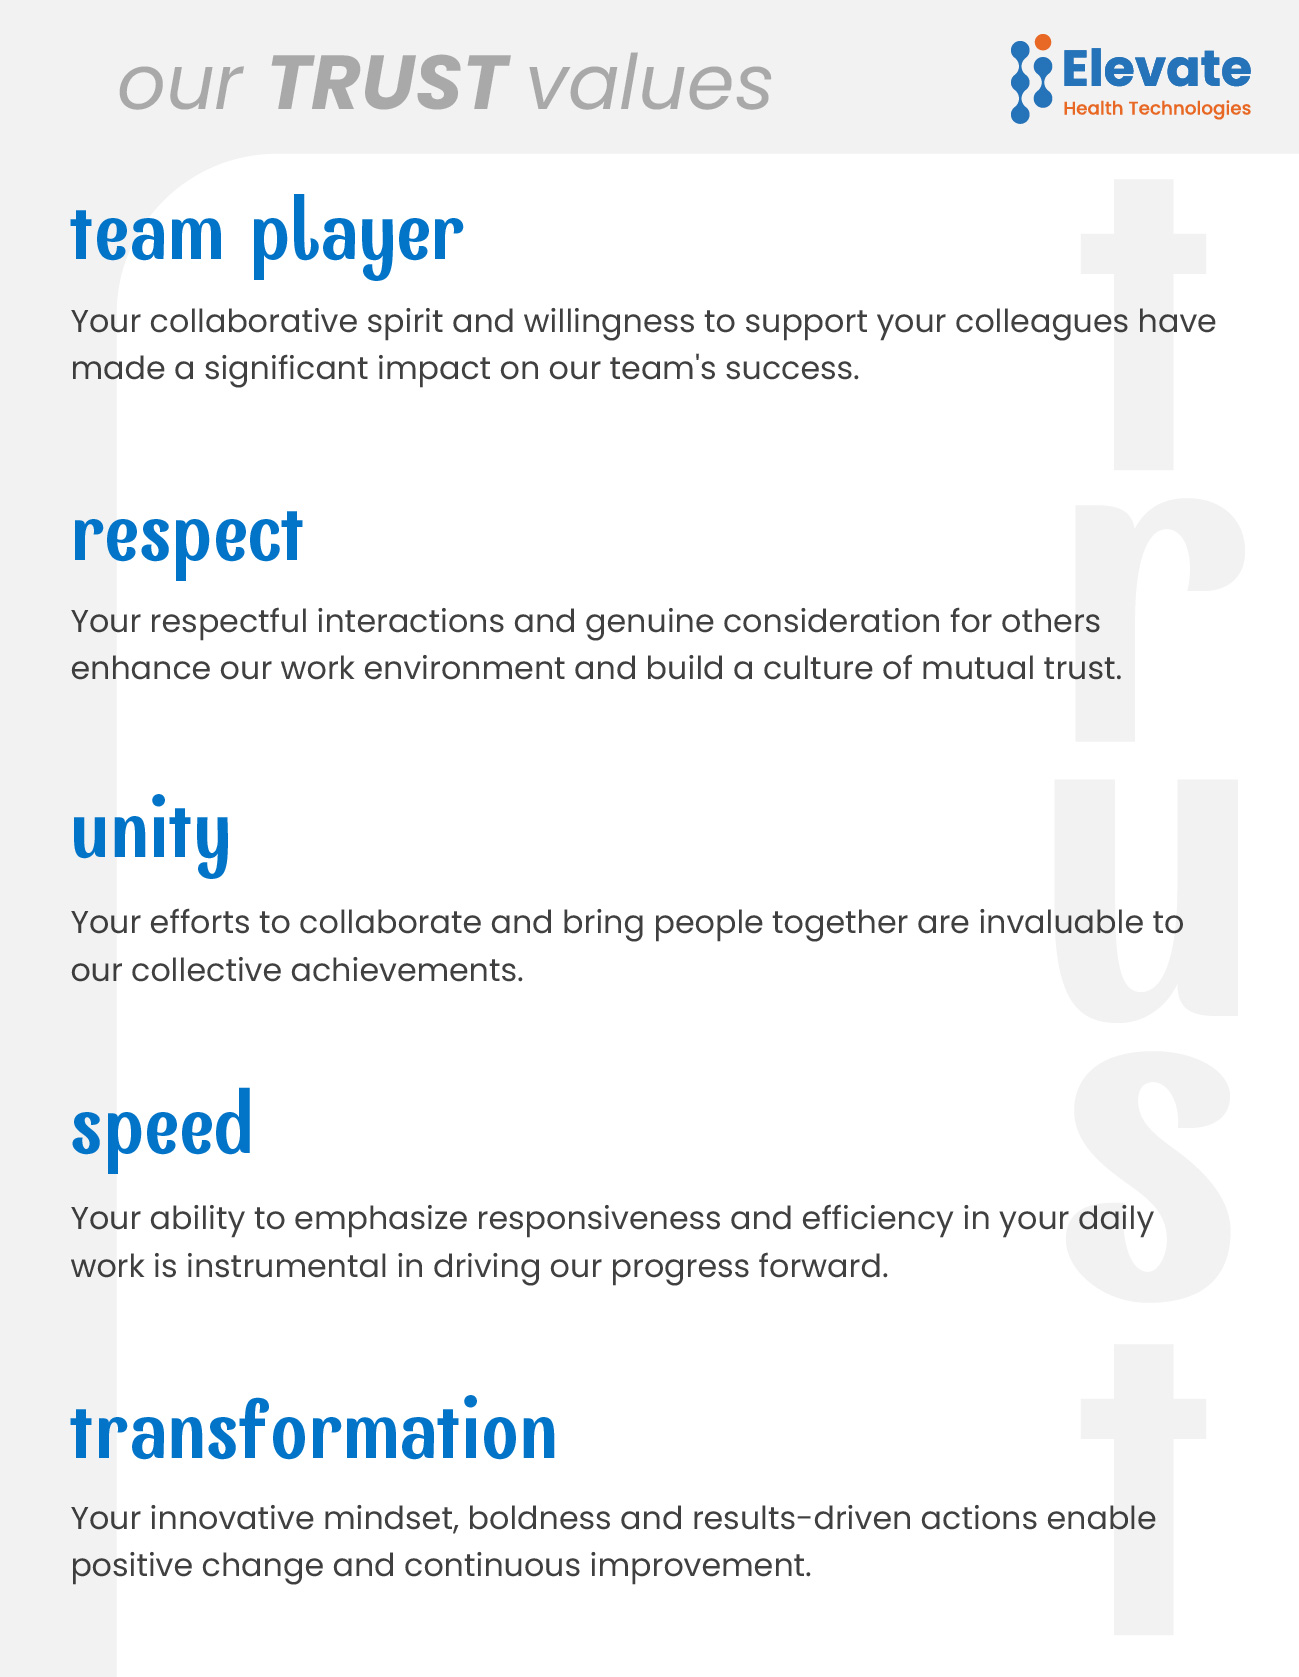 our TRUST values
Elevate
Health Technologies
team player
Your collaborative spirit and willingness to support your colleagues have
made a significant impact on our team's success.
respect
Your respectful interactions and genuine consideration for others
enhance our work environment and build a culture of mutual trust.
unity
Your efforts to collaborate and bring people together are invaluable to
our collective achievements.
speed
Your ability to emphasize responsiveness and efficiency in your daily
work is instrumental in driving our progress forward.
transformation
Your innovative mindset, boldness and results-driven actions enable
positive change and continuous improvement.
t
r
u
s
t